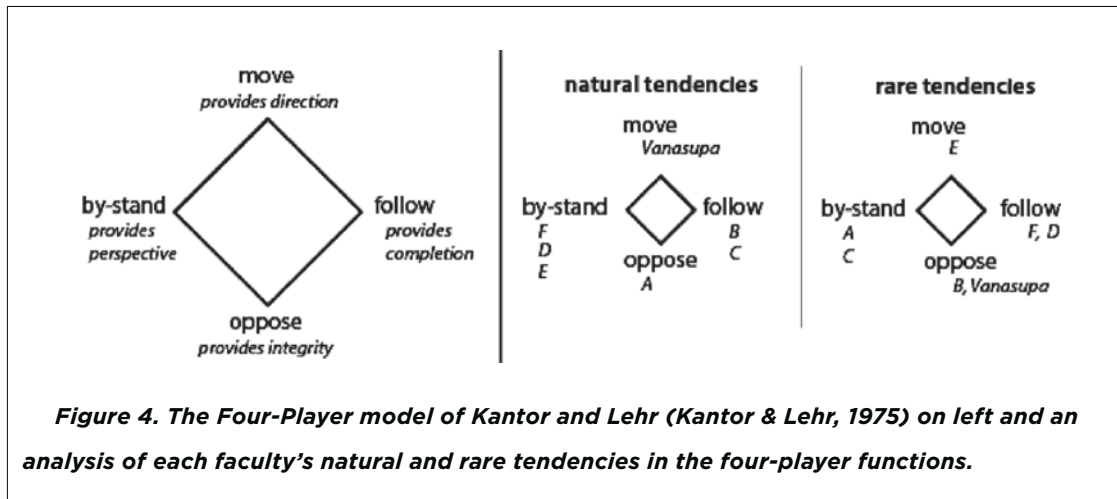 move
provides direction
by-stand
provides
perspective
follow
provides
completion
oppose
provides integrity
natural tendencies
move
Vanasupa
by-stand
F
D
E
follow
B
C
oppose
A
rare tendencies
move
E
by-stand
A
C
follow
F, D
oppose
B, Vanasupa
Figure 4. The Four-Player model of Kantor and Lehr (Kantor & Lehr, 1975) on left and an
analysis of each faculty’s natural and rare tendencies in the four-player functions.